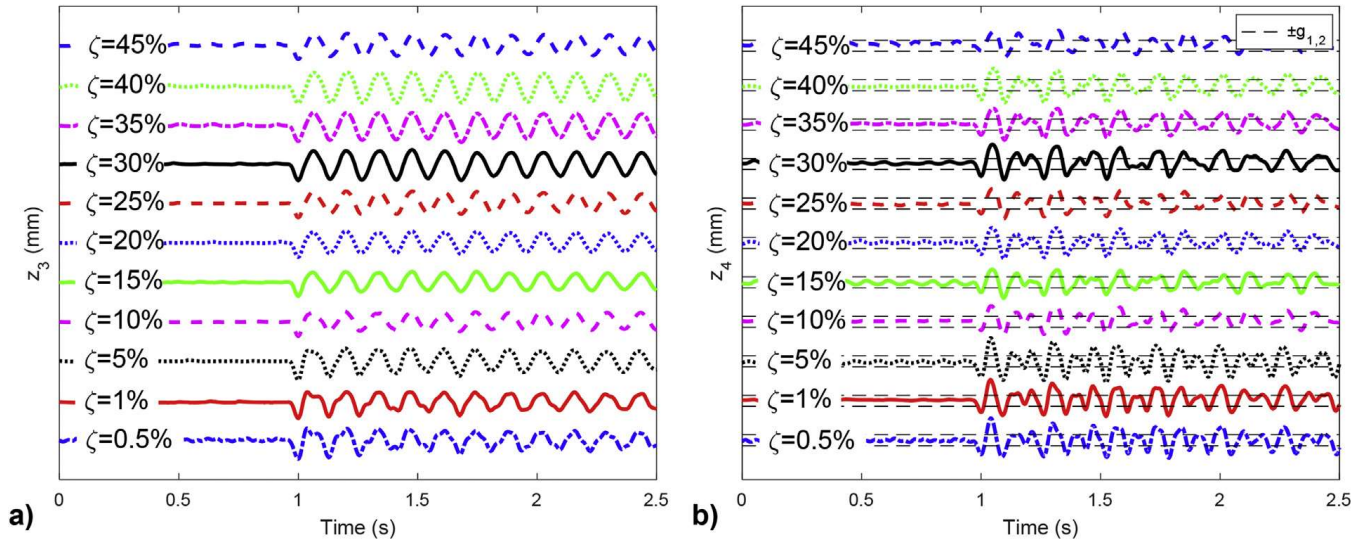 ζ=45%
ζ=40%
ζ=35%
ζ=30%
ζ=25%
ζ=20%
ζ=15%
ζ=10%
ζ=5%
ζ=1%
ζ=0.5%
z3 (mm)
0 0.5 1 1.5 2 2.5
Time (s)
a)
±g1,2
ζ=45%
ζ=40%
ζ=35%
ζ=30%
ζ=25%
ζ=20%
ζ=15%
ζ=10%
ζ=5%
ζ=1%
ζ=0.5%
z4 (mm)
0 0.5 1 1.5 2 2.5
Time (s)
b)